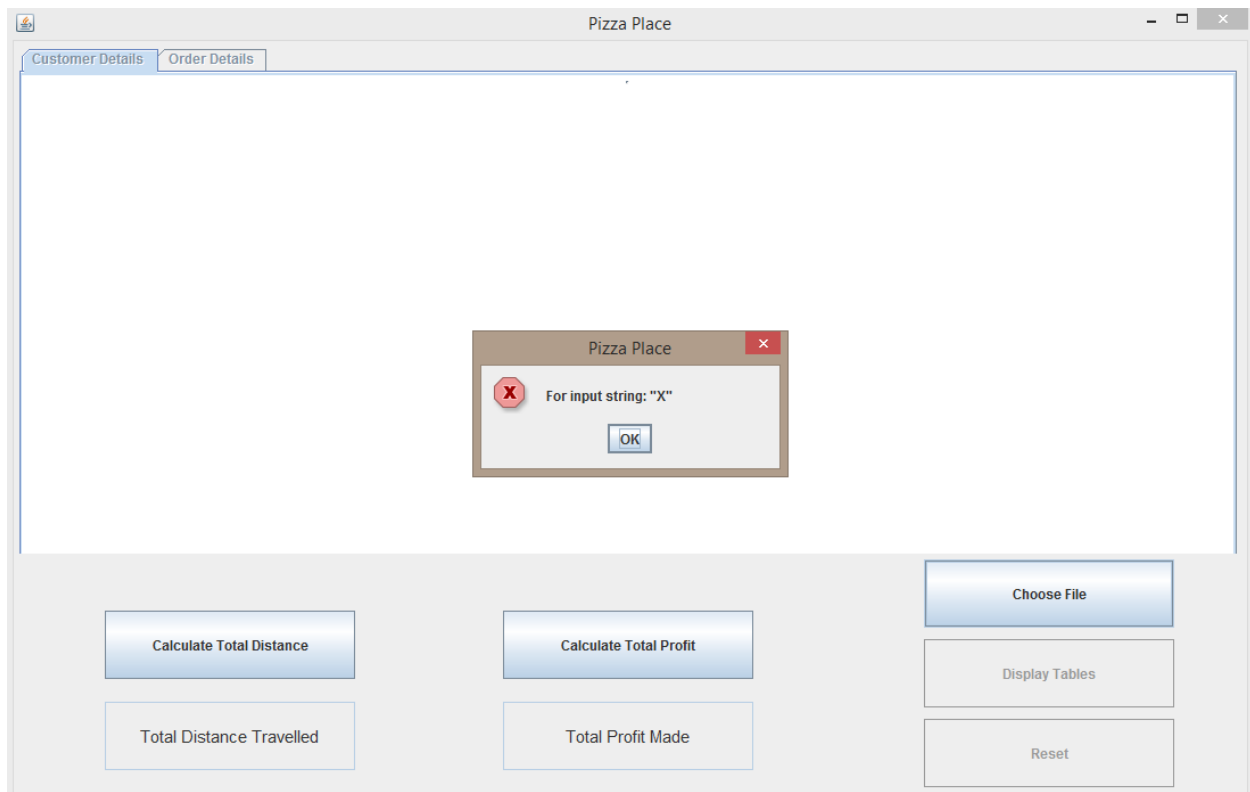 Pizza Place
Customer Details Order Details
Pizza Place
X For input string: "X"
OK
Choose File
Calculate Total Distance Calculate Total Profit
Display Tables
Total Distance Travelled Total Profit Made
Reset